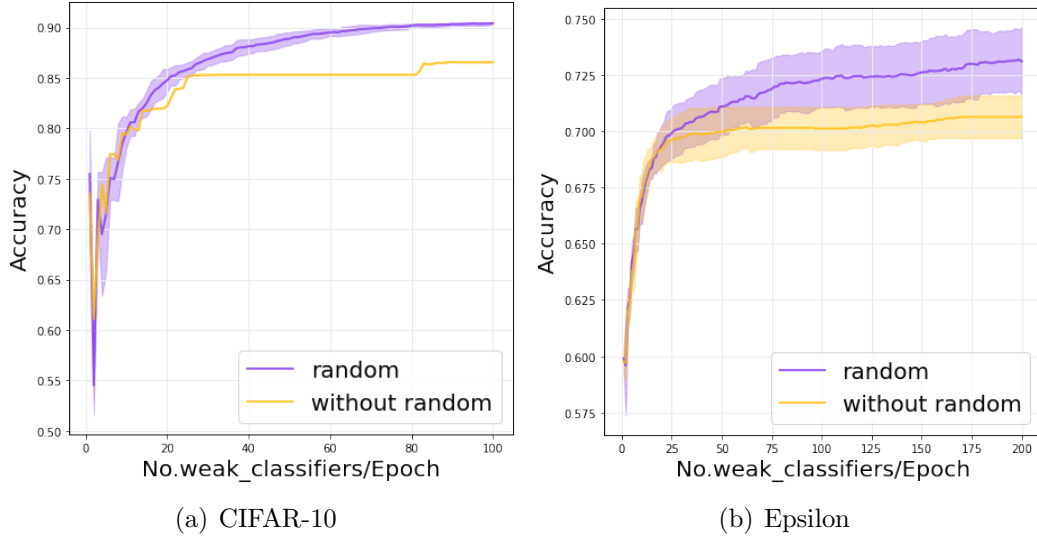 0.90
0.85
0.80
0.75
0.70
0.65
0.60
0.55
0.50
Accuracy
random
without random
0 20 40 60 80 100
No.weak_classifiers/Epoch
(a) CIFAR-10
0.750
0.725
0.700
0.675
0.650
0.625
0.600
0.575
Accuracy
random
without random
0 25 50 75 100 125 150 175 200
No.weak_classifiers/Epoch
(b) Epsilon